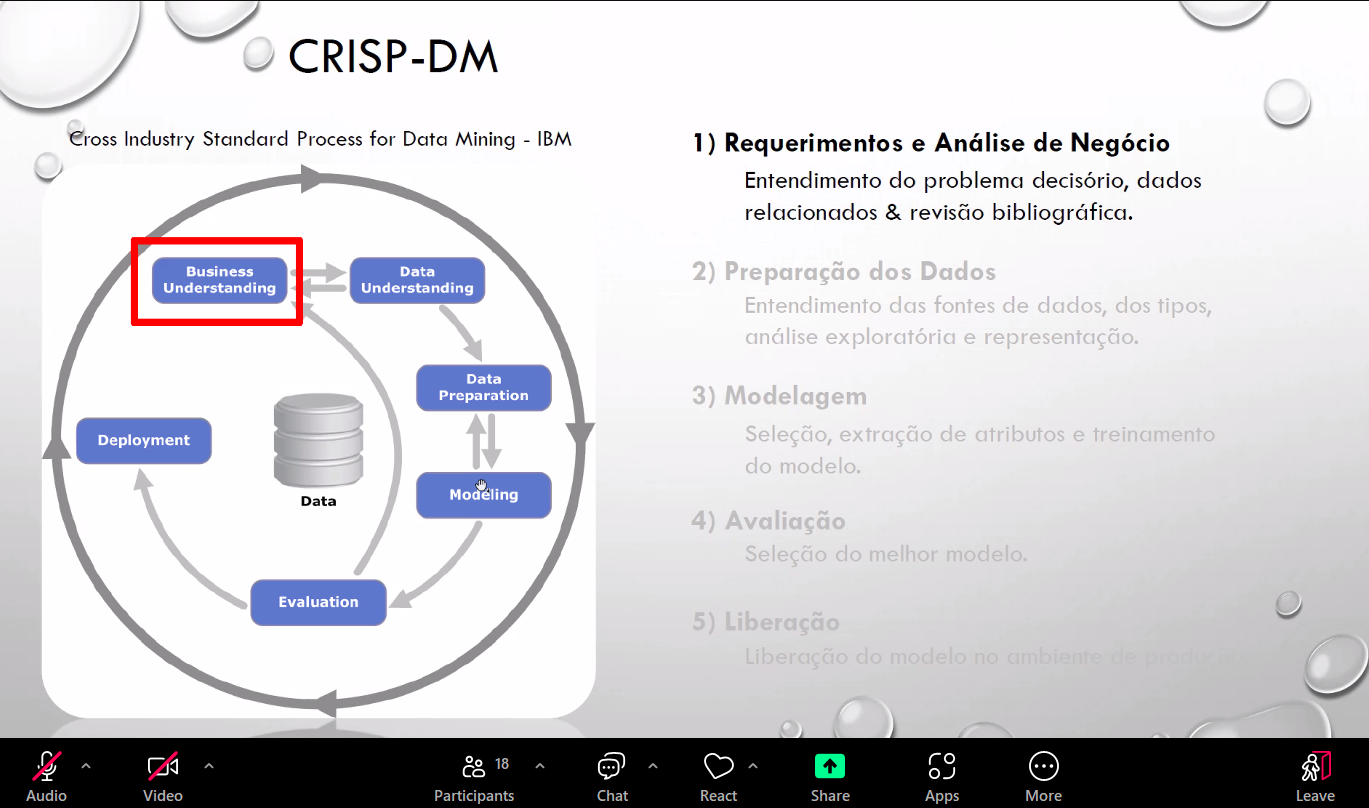 CRISP-DM
Cross Industry Standard Process for Data Mining - IBM
Business
Understanding
Data
Understanding
Data
Preparation
Modeling
Evaluation
Deployment
Data
1) Requerimentos e Análise de Negócio
Entendimento do problema decisório, dados
relacionados & revisão bibliográfica.
2) Preparação dos Dados
Entendimento das fontes de dados, dos tipos,
análise exploratória e representação.
3) Modelagem
Seleção, extração de atributos e treinamento
do modelo.
4) Avaliação
Seleção do melhor modelo.
5) Liberação
Liberação do modelo no ambiente de produção
Audio
Video
Participants
18
Chat
React
Share
Apps
More
Leave